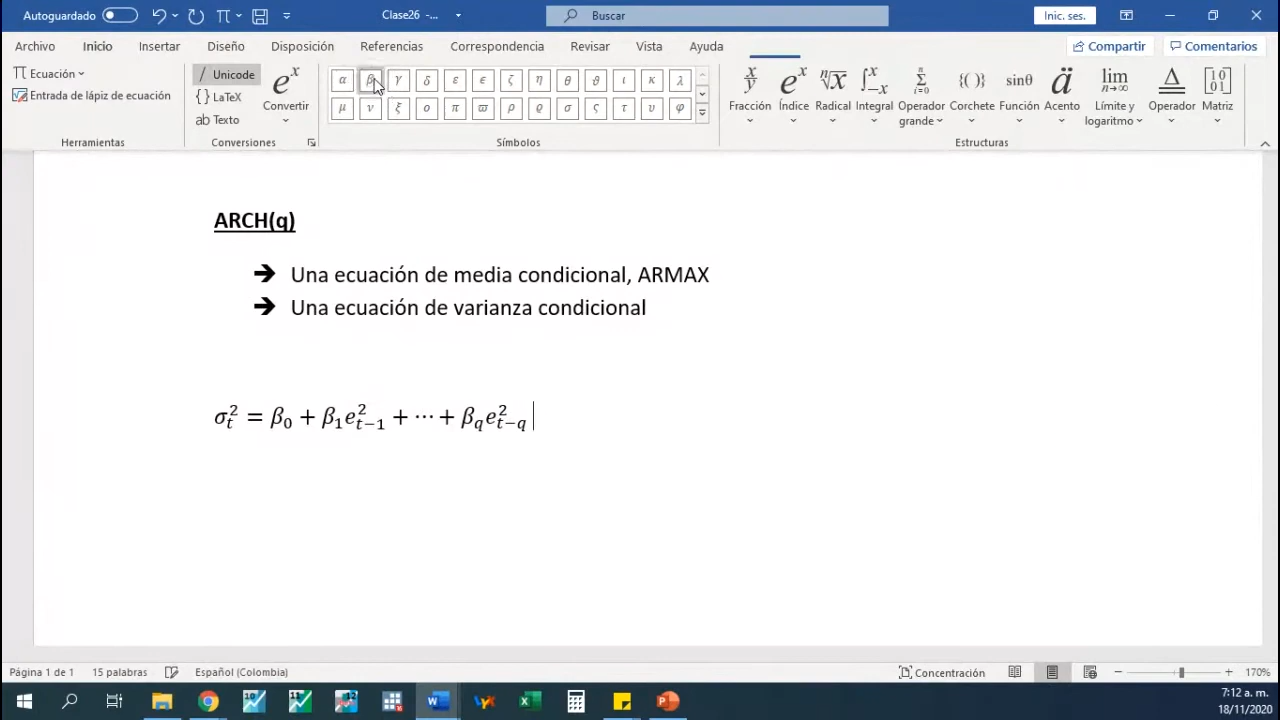 Autoguardado
Clase26 -...
Buscar
Inic. ses.
Archivo Inicio Insertar Diseño Disposición Referencias Correspondencia Revisar Vista Ayuda
Compartir Comentarios
π Ecuación
Entrada de lápiz de ecuación
Herramientas
/ Unicode
{} LaTeX
ab Texto
e^x
Convertir
Conversiones
α β γ δ ε ϵ ζ η θ ϑ ι κ λ
μ ν ξ ο π ϖ ρ ϱ σ ς τ υ φ
Símbolos
Fracción Índice Radical Integral Operador grande Corchete Función Acento Límite y logaritmo Operador Matriz
Estructuras
ARCH(q)
➔ Una ecuación de media condicional, ARMAX
➔ Una ecuación de varianza condicional
σ_t^2 = β_0 + β_1 e_{t−1}^2 + ⋯ + β_q e_{t−q}^2
Página 1 de 1 15 palabras Español (Colombia) Concentración 170%
7:12 a. m.
18/11/2020